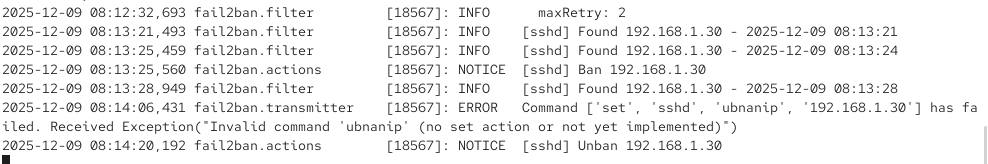 2025-12-09 08:12:32,693 fail2ban.filter         [18567]: INFO      maxRetry: 2
2025-12-09 08:13:21,493 fail2ban.filter         [18567]: INFO    [sshd] Found 192.168.1.30 - 2025-12-09 08:13:21
2025-12-09 08:13:25,459 fail2ban.filter         [18567]: INFO    [sshd] Found 192.168.1.30 - 2025-12-09 08:13:24
2025-12-09 08:13:25,560 fail2ban.actions        [18567]: NOTICE  [sshd] Ban 192.168.1.30
2025-12-09 08:13:28,949 fail2ban.filter         [18567]: INFO    [sshd] Found 192.168.1.30 - 2025-12-09 08:13:28
2025-12-09 08:14:06,431 fail2ban.transmitter    [18567]: ERROR   Command ['set', 'sshd', 'ubnanip', '192.168.1.30'] has fa
iled. Received Exception("Invalid command 'ubnanip' (no set action or not yet implemented)")
2025-12-09 08:14:20,192 fail2ban.actions        [18567]: NOTICE  [sshd] Unban 192.168.1.30